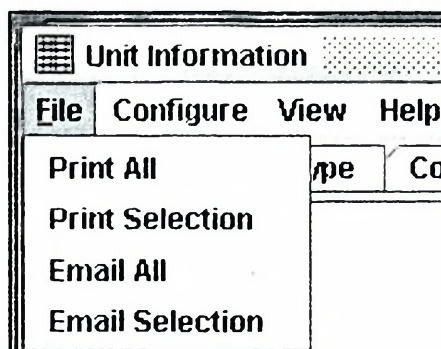 Unit Information
File Configure View Help
Print All
Print Selection
Email All
Email Selection